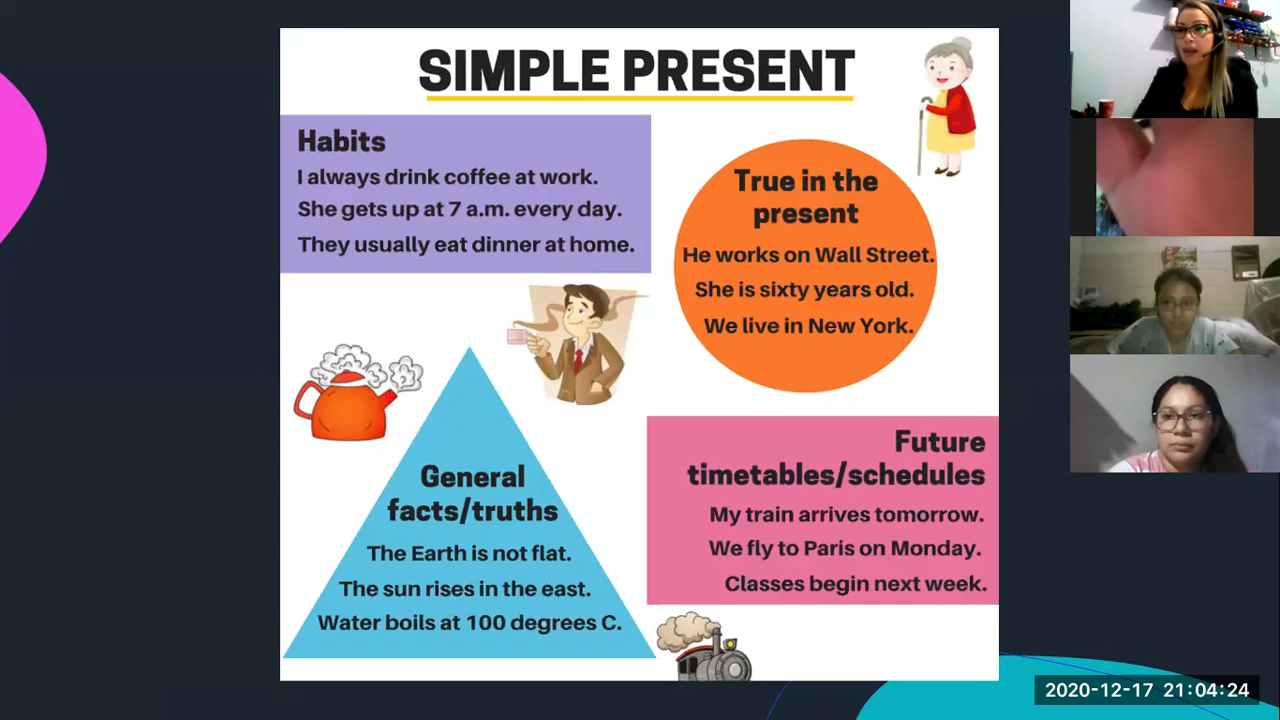 SIMPLE PRESENT
Habits
I always drink coffee at work.
She gets up at 7 a.m. every day.
They usually eat dinner at home.
True in the
present
He works on Wall Street.
She is sixty years old.
We live in New York.
General
facts/truths
The Earth is not flat.
The sun rises in the east.
Water boils at 100 degrees C.
Future
timetables/schedules
My train arrives tomorrow.
We fly to Paris on Monday.
Classes begin next week.
2020-12-17 21:04:24